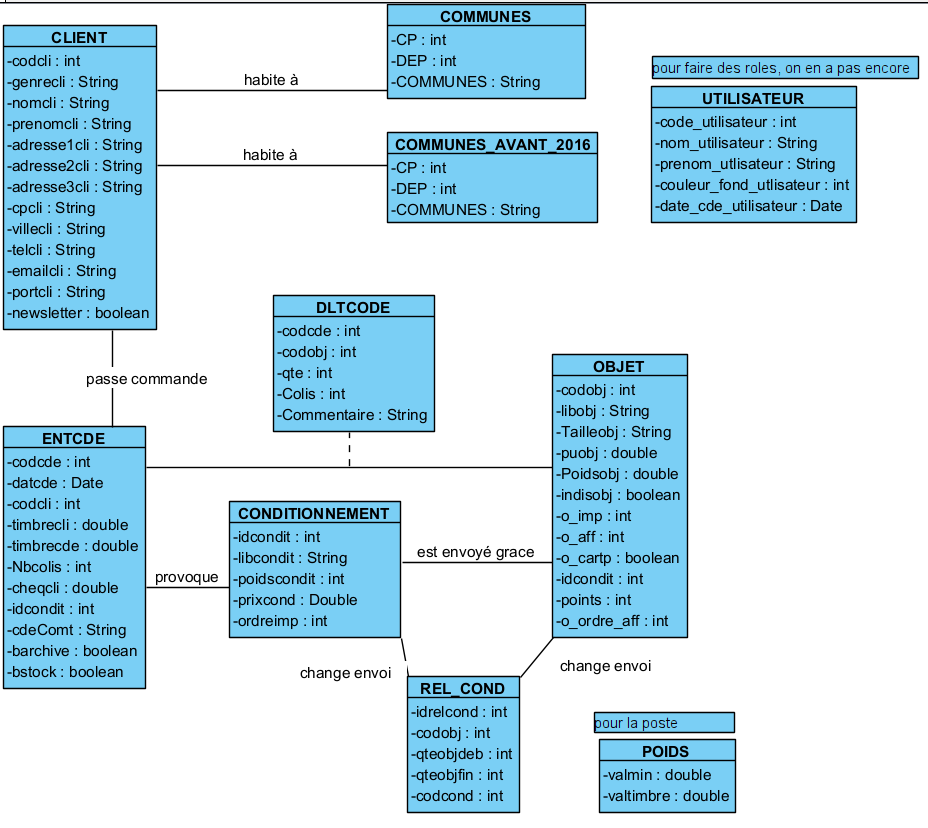 CLIENT
-codcli : int
-genrecli : String
-nomcli : String
-prenomcli : String
-adresse1cli : String
-adresse2cli : String
-adresse3cli : String
-cpcli : String
-villecli : String
-telcli : String
-emailcli : String
-portcli : String
-newsletter : boolean
habite à
COMMUNES
-CP : int
-DEP : int
-COMMUNES : String
habite à
COMMUNES_AVANT_2016
-CP : int
-DEP : int
-COMMUNES : String
pour faire des roles, on en a pas encore
UTILISATEUR
-code_utilisateur : int
-nom_utilisateur : String
-prenom_utlisateur : String
-couleur_fond_utlisateur : int
-date_cde_utilisateur : Date
passe commande
DLTCODE
-codcde : int
-codobj : int
-qte : int
-Colis : int
-Commentaire : String
OBJET
-codobj : int
-libobj : String
-Tailleobj : String
-puobj : double
-Poidsobj : double
-indisobj : boolean
-o_imp : int
-o_aff : int
-o_cartp : boolean
-idcondit : int
-points : int
-o_ordre_aff : int
ENTCDE
-codcde : int
-datcde : Date
-codcli : int
-timbrecli : double
-timbrecde : double
-Nbcolis : int
-cheqcli : double
-idcondit : int
-cdeComt : String
-barchive : boolean
-bstock : boolean
provoque
CONDITIONNEMENT
-idcondit : int
-libcondit : String
-poidscondit : int
-prixcond : Double
-ordreimp : int
est envoyé grace
change envoi
change envoi
REL_COND
-idrelcond : int
-codobj : int
-qteobjdeb : int
-qteobjfin : int
-codcond : int
pour la poste
POIDS
-valmin : double
-valtimbre : double